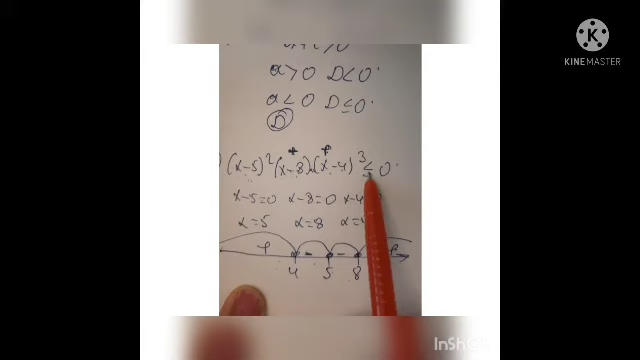 a > 0 D < 0.
a < 0 D ≤ 0.
D
(x-5)² (x-8) · (x-4)³ ≤ 0.
x-5=0 x-8=0 x-4
x=5 x=8 x=4
+ - - +
4 5 8
K KINEMASTER
InShOt